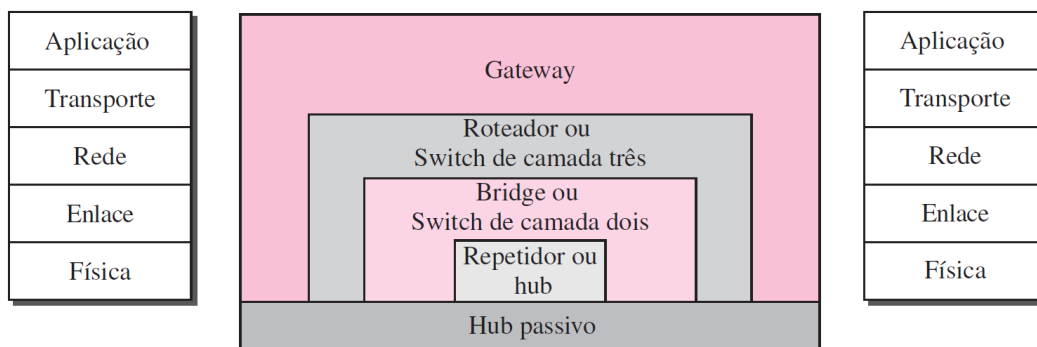 Aplicação
Transporte
Rede
Enlace
Física
Gateway
Roteador ou
Switch de camada três
Bridge ou
Switch de camada dois
Repetidor ou
hub
Hub passivo
Aplicação
Transporte
Rede
Enlace
Física